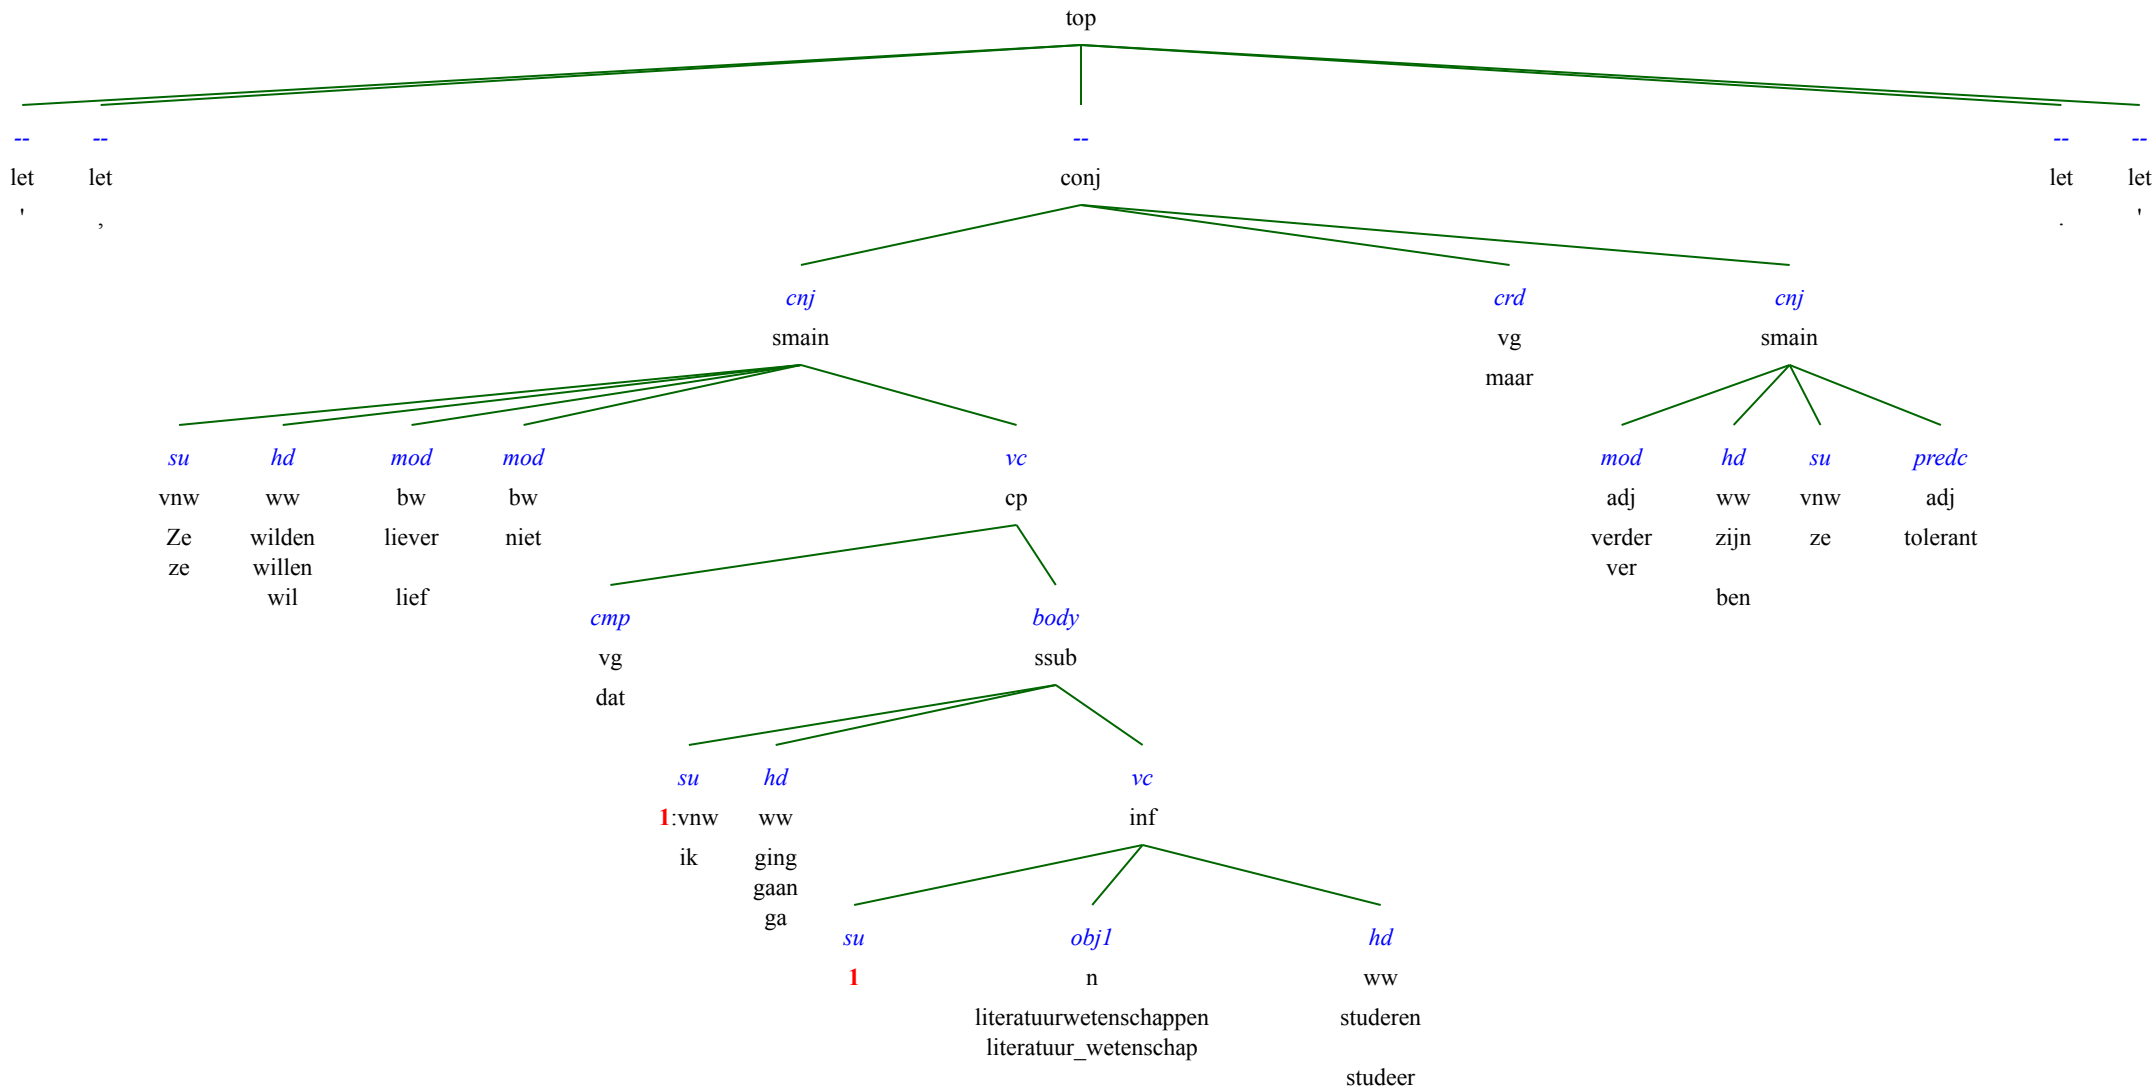 top
-- -- -- -- --
let let conj let let
' , . '
cnj crd cnj
smain vg smain
maar
su hd mod mod vc mod hd su predc
vnw ww bw bw cp adj ww vnw adj
Ze wilden liever niet verder zijn ze tolerant
ze willen ver
wil lief ben
cmp body
vg ssub
dat
su hd vc
1:vnw ww inf
ik ging
gaan
ga
su obj1 hd
1 n ww
literatuurwetenschappen studeren
literatuur_wetenschap
studeer